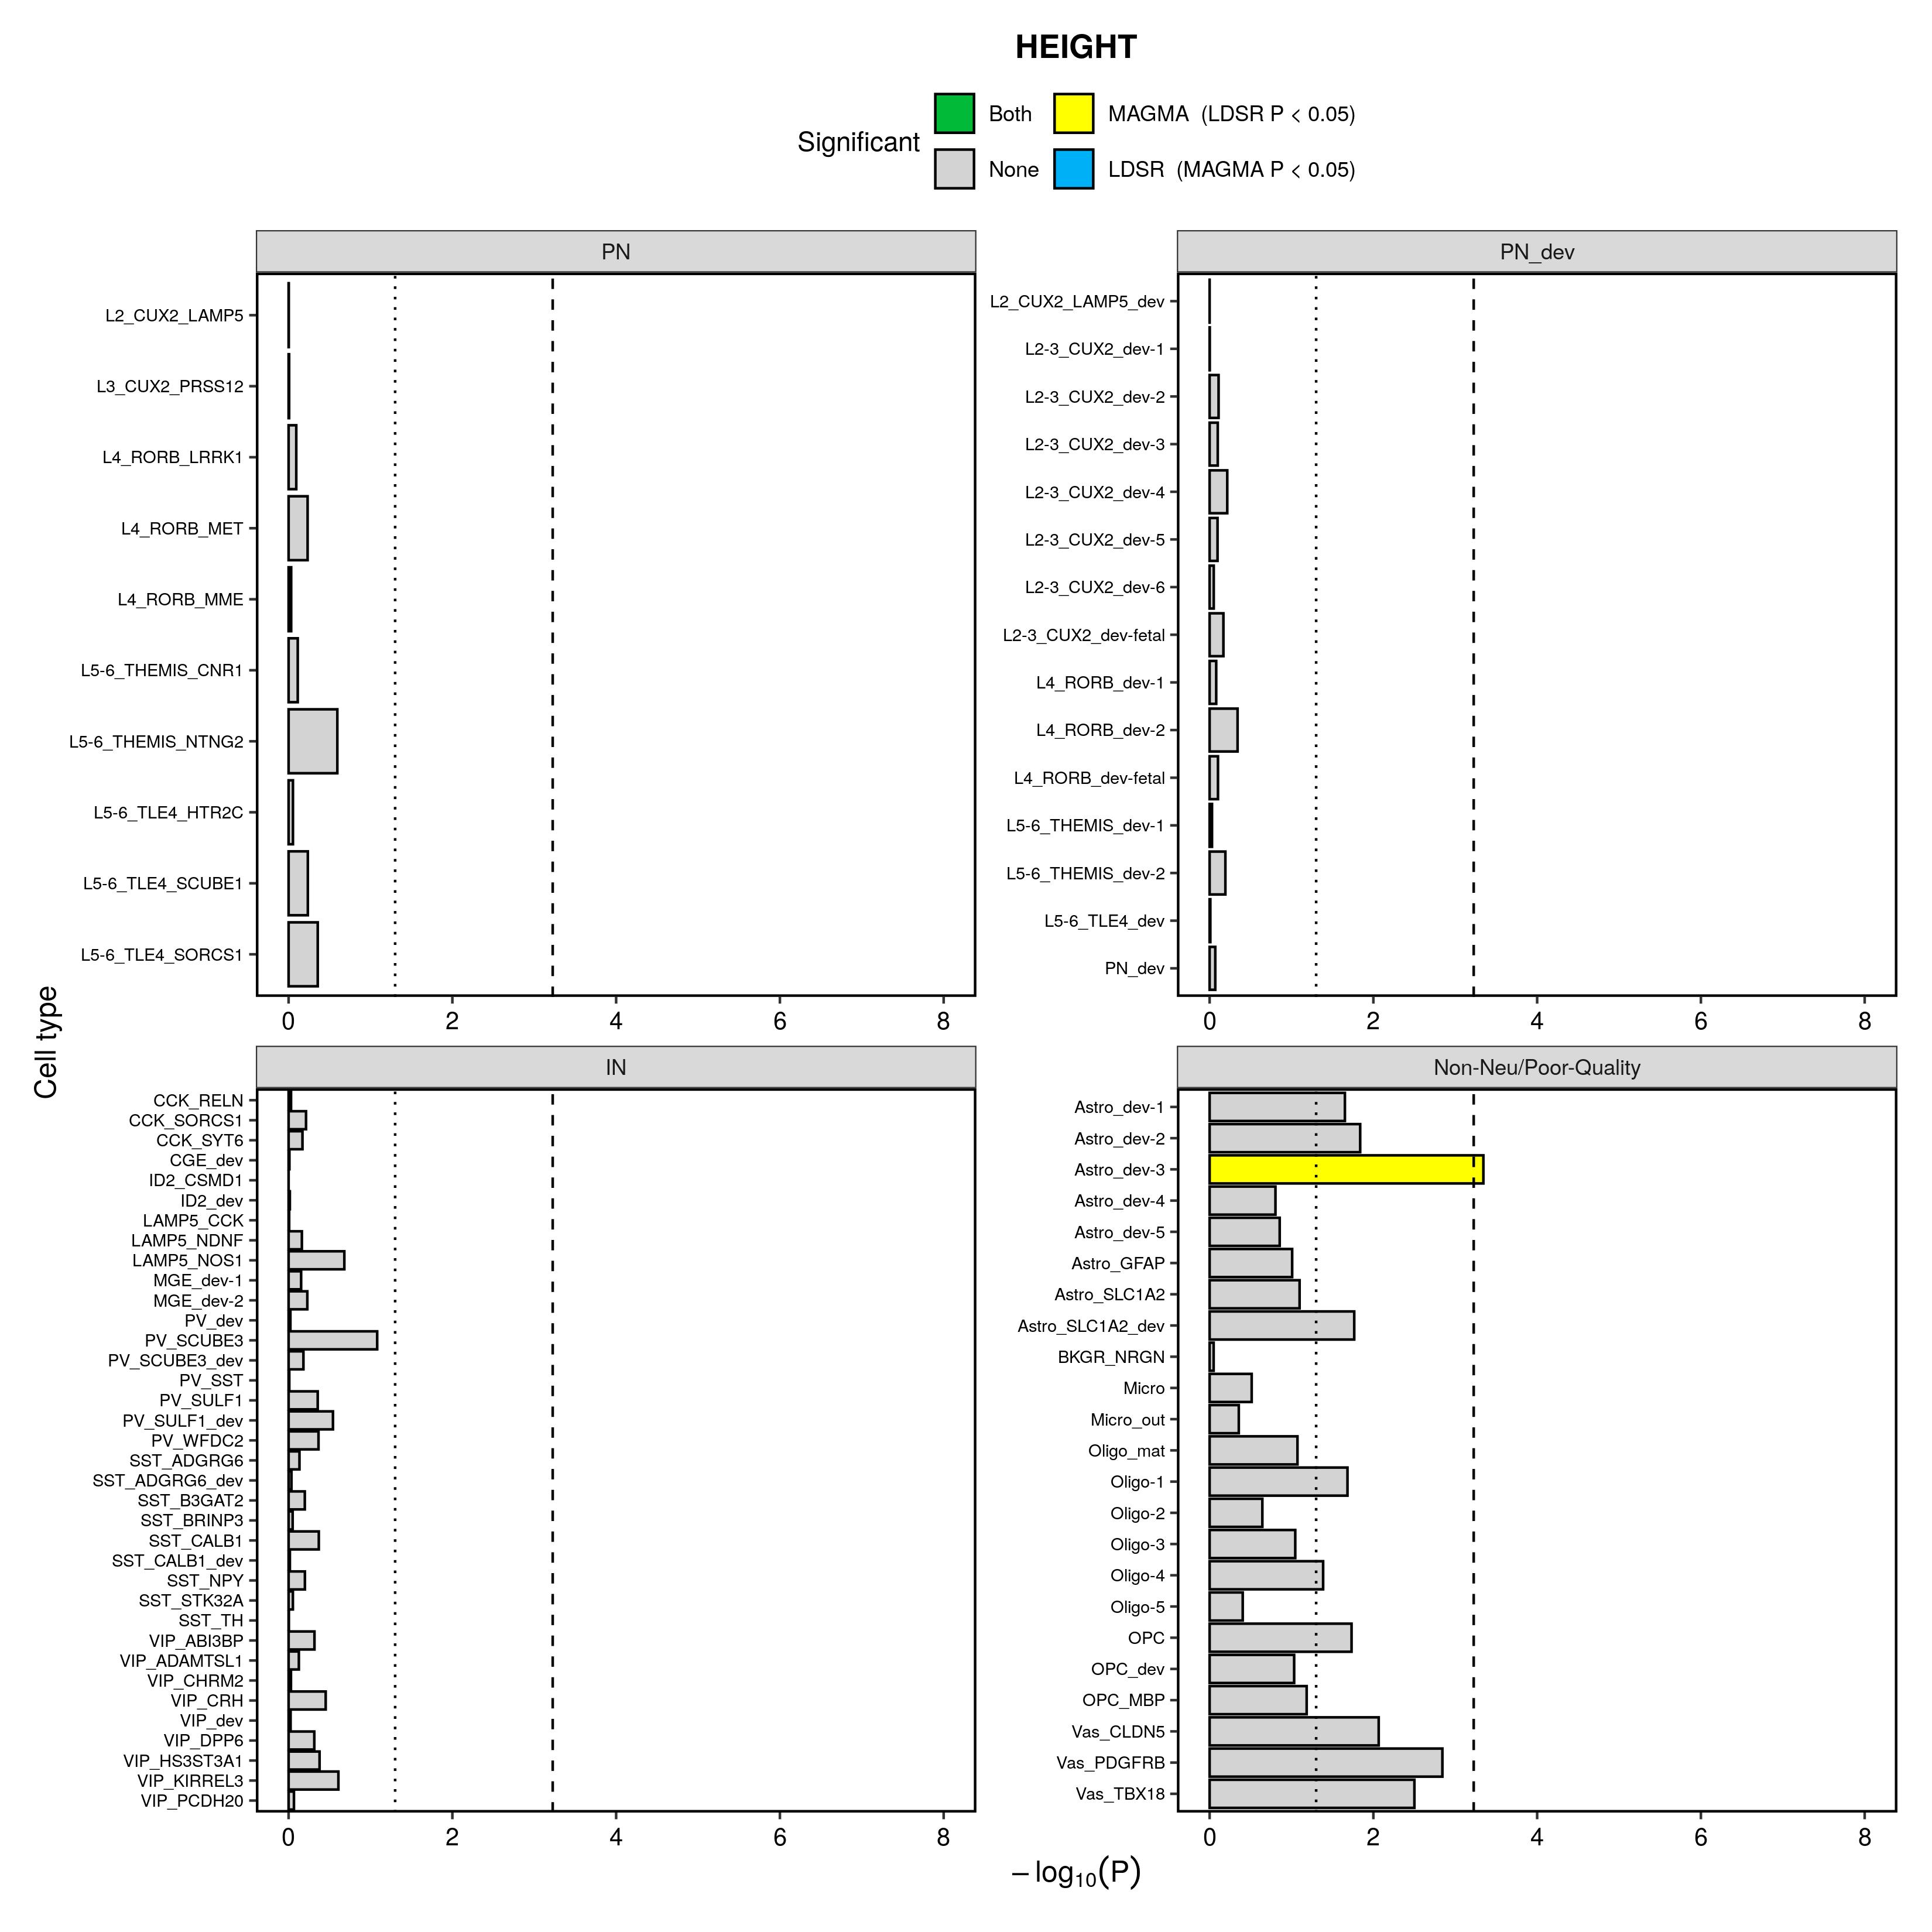 HEIGHT
Significant
Both
MAGMA (LDSR P < 0.05)
None
LDSR (MAGMA P < 0.05)
Cell type
PN
L2_CUX2_LAMP5
L3_CUX2_PRSS12
L4_RORB_LRRK1
L4_RORB_MET
L4_RORB_MME
L5-6_THEMIS_CNR1
L5-6_THEMIS_NTNG2
L5-6_TLE4_HTR2C
L5-6_TLE4_SCUBE1
L5-6_TLE4_SORCS1
0 2 4 6 8
PN_dev
L2_CUX2_LAMP5_dev
L2-3_CUX2_dev-1
L2-3_CUX2_dev-2
L2-3_CUX2_dev-3
L2-3_CUX2_dev-4
L2-3_CUX2_dev-5
L2-3_CUX2_dev-6
L2-3_CUX2_dev-fetal
L4_RORB_dev-1
L4_RORB_dev-2
L4_RORB_dev-fetal
L5-6_THEMIS_dev-1
L5-6_THEMIS_dev-2
L5-6_TLE4_dev
PN_dev
0 2 4 6 8
IN
CCK_RELN
CCK_SORCS1
CCK_SYT6
CGE_dev
ID2_CSMD1
ID2_dev
LAMP5_CCK
LAMP5_NDNF
LAMP5_NOS1
MGE_dev-1
MGE_dev-2
PV_dev
PV_SCUBE3
PV_SCUBE3_dev
PV_SST
PV_SULF1
PV_SULF1_dev
PV_WFDC2
SST_ADGRG6
SST_ADGRG6_dev
SST_B3GAT2
SST_BRINP3
SST_CALB1
SST_CALB1_dev
SST_NPY
SST_STK32A
SST_TH
VIP_ABI3BP
VIP_ADAMTSL1
VIP_CHRM2
VIP_CRH
VIP_dev
VIP_DPP6
VIP_HS3ST3A1
VIP_KIRREL3
VIP_PCDH20
0 2 4 6 8
Non-Neu/Poor-Quality
Astro_dev-1
Astro_dev-2
Astro_dev-3
Astro_dev-4
Astro_dev-5
Astro_GFAP
Astro_SLC1A2
Astro_SLC1A2_dev
BKGR_NRGN
Micro
Micro_out
Oligo_mat
Oligo-1
Oligo-2
Oligo-3
Oligo-4
Oligo-5
OPC
OPC_dev
OPC_MBP
Vas_CLDN5
Vas_PDGFRB
Vas_TBX18
0 2 4 6 8
−log₁₀(P)